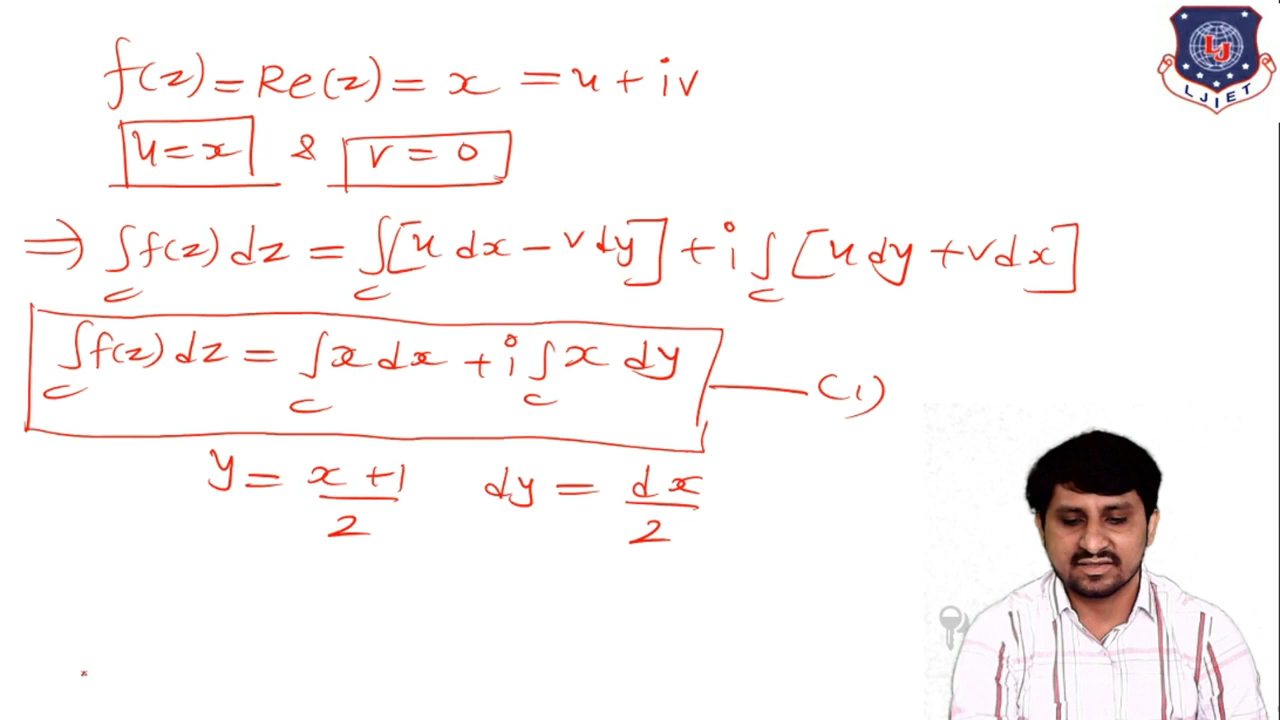 LJ
LJIET
f(z) = Re(z) = x = u + iv
u = x & v = 0
⇒ ∫_C f(z) dz = ∫_C [u dx − v dy] + i ∫_C [u dy + v dx]
∫_C f(z) dz = ∫_C x dx + i ∫_C x dy —— (1)
y = (x + 1)/2 dy = dx/2